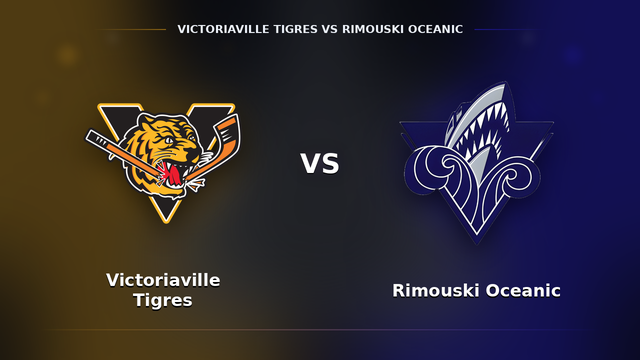 VICTORIAVILLE TIGRES VS RIMOUSKI OCEANIC
VS
Victoriaville
Tigres
Rimouski Oceanic